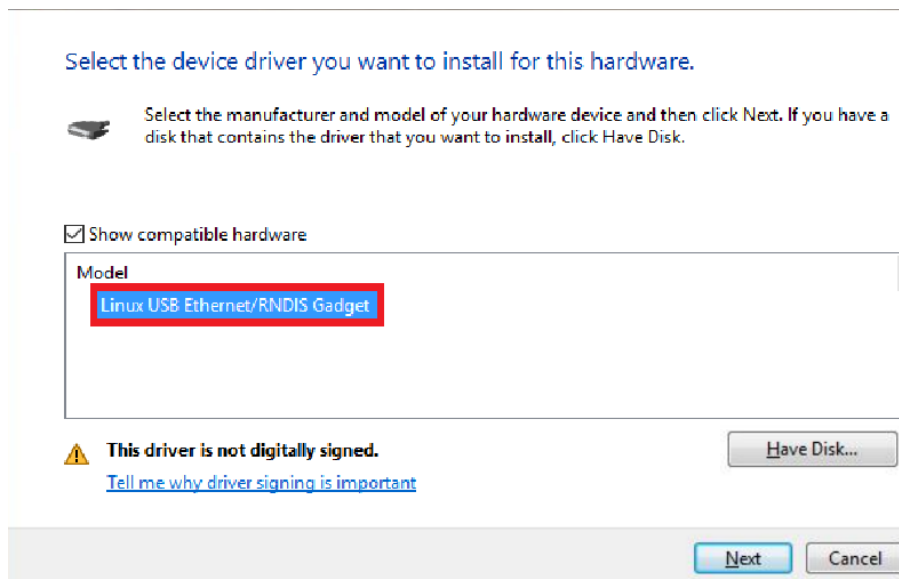 Select the device driver you want to install for this hardware.
Select the manufacturer and model of your hardware device and then click Next. If you have a
disk that contains the driver that you want to install, click Have Disk.
Show compatible hardware
Model
Linux USB Ethernet/RNDIS Gadget
This driver is not digitally signed.
Have Disk...
Tell me why driver signing is important
Next
Cancel